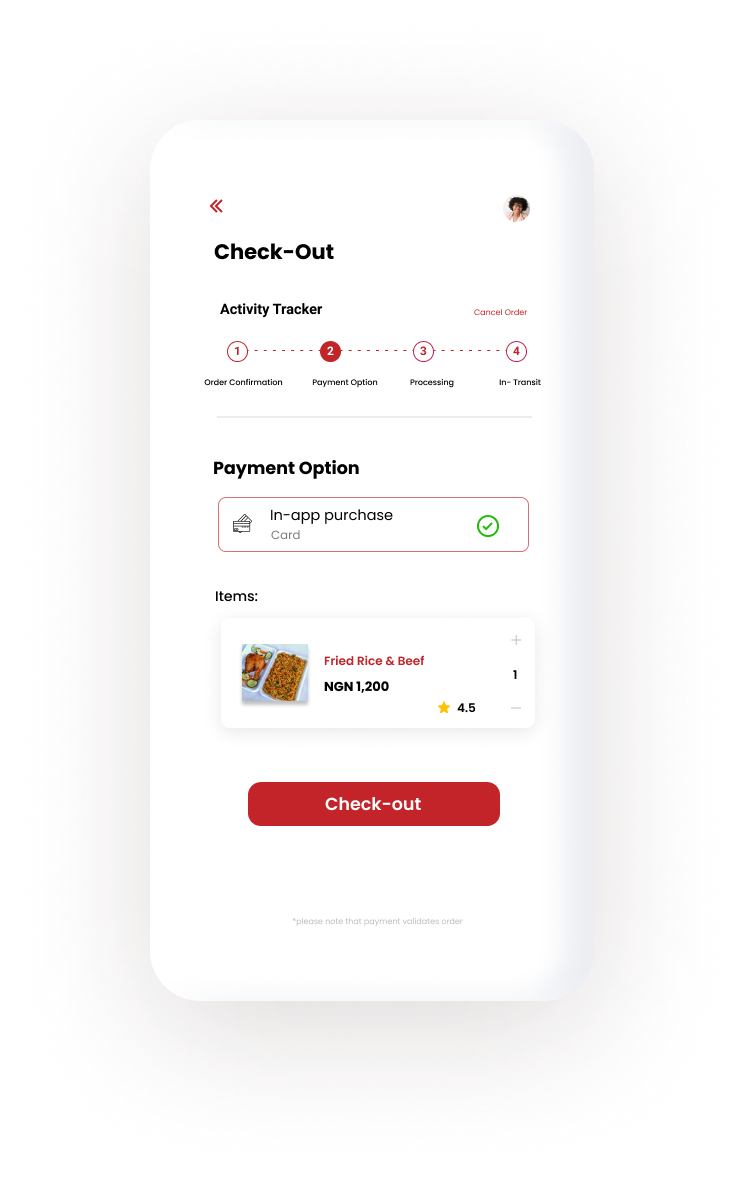 Check-Out
Activity Tracker
Cancel Order
1 2 3 4
Order Confirmation Payment Option Processing In- Transit
Payment Option
In-app purchase
Card
Items:
Fried Rice & Beef
1
NGN 1,200
4.5
Check-out
*please note that payment validates order